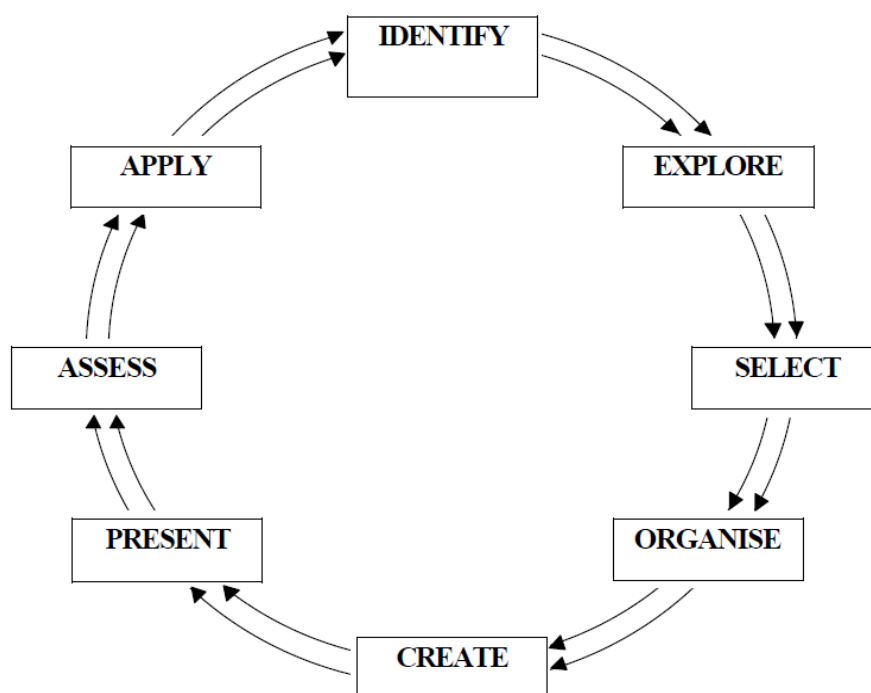 IDENTIFY
EXPLORE
SELECT
ORGANISE
CREATE
PRESENT
ASSESS
APPLY